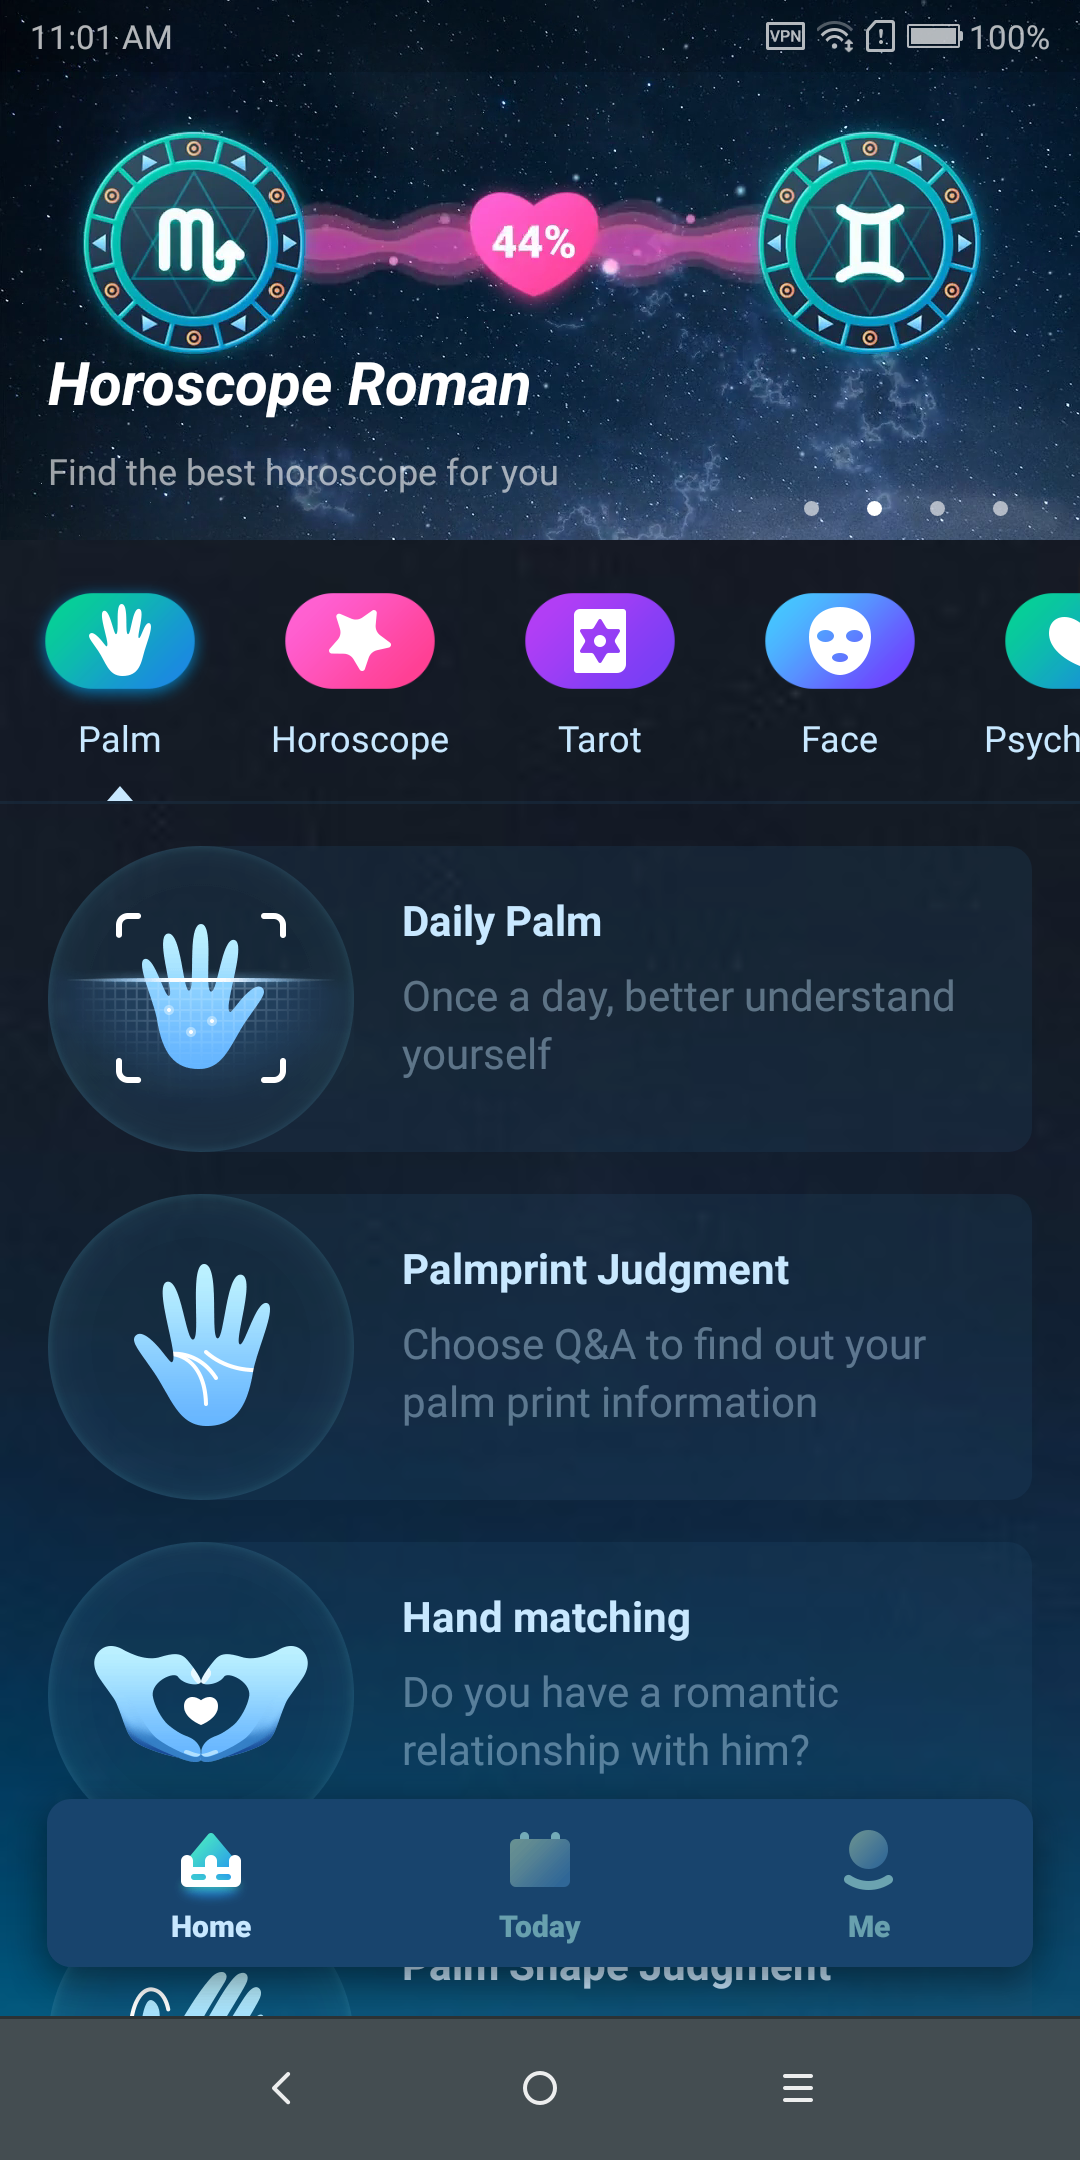 11:01 AM
VPN
100%
44%
Horoscope Roman
Find the best horoscope for you
Palm
Horoscope
Tarot
Face
Psych
Daily Palm
Once a day, better understand
yourself
Palmprint Judgment
Choose Q&A to find out your
palm print information
Hand matching
Do you have a romantic
relationship with him?
Home
Today
Me
Palm Shape Judgment